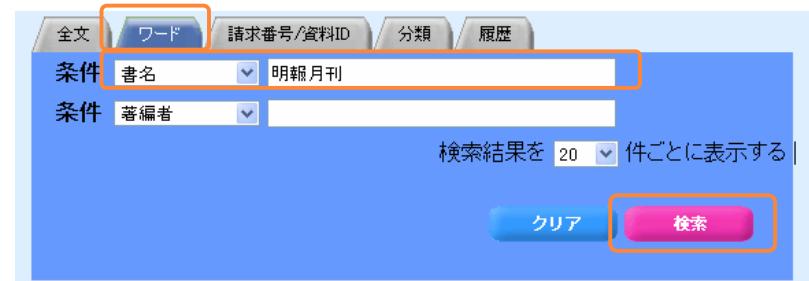 全文 ワード 請求番号/資料ID 分類 履歴
条件 書名 明報月刊
条件 著編者
検索結果を 20 件ごとに表示する
クリア 検索